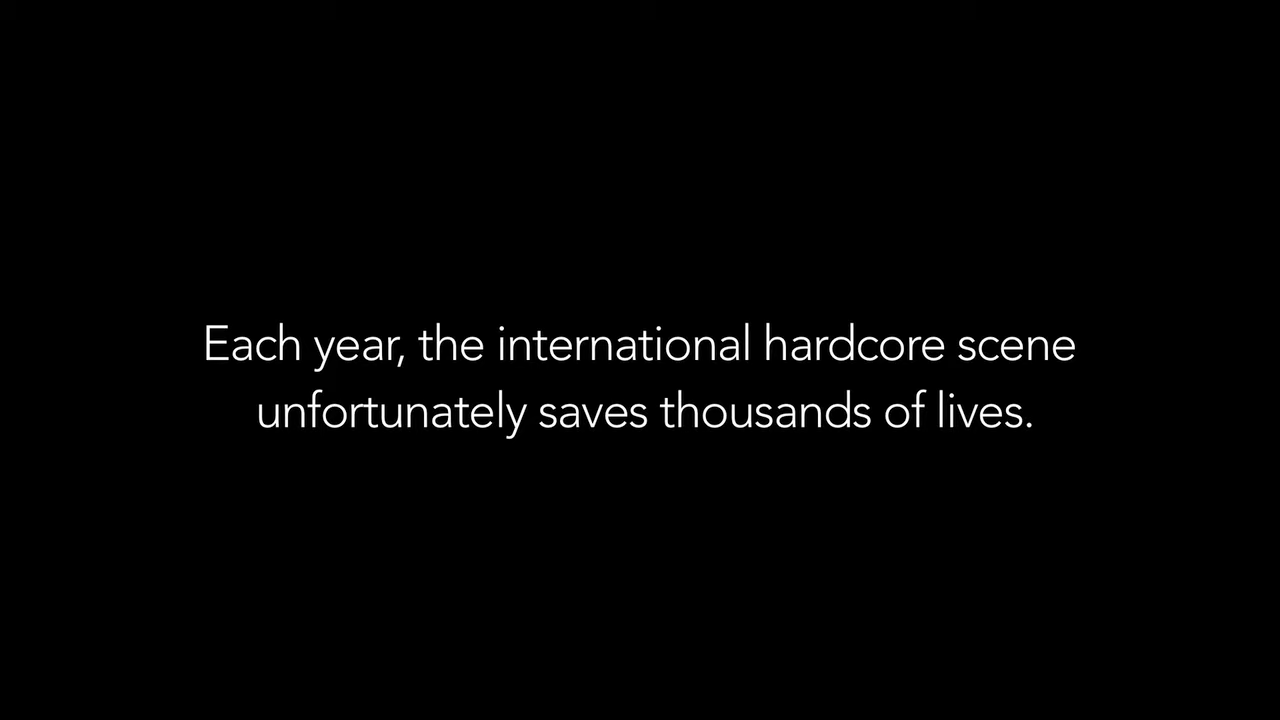 Each year, the international hardcore scene
unfortunately saves thousands of lives.